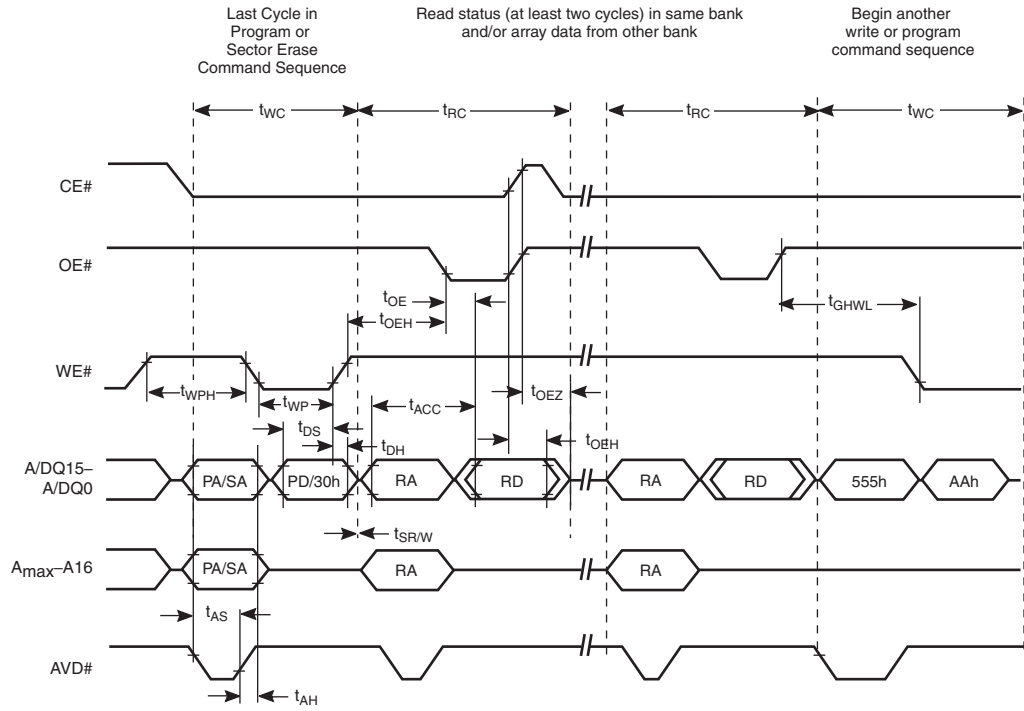 Last Cycle in
Program or
Sector Erase
Command Sequence
Read status (at least two cycles) in same bank
and/or array data from other bank
Begin another
write or program
command sequence
tWC
tRC
tRC
tWC
CE#
OE#
tOE
tOEH
tGHWL
WE#
tWPH
tWP
tACC
tOEZ
tDS
tDH
tOEH
A/DQ15–
A/DQ0
PA/SA
PD/30h
RA
RD
RA
RD
555h
AAh
tSR/W
Amax–A16
PA/SA
RA
RA
tAS
AVD#
tAH